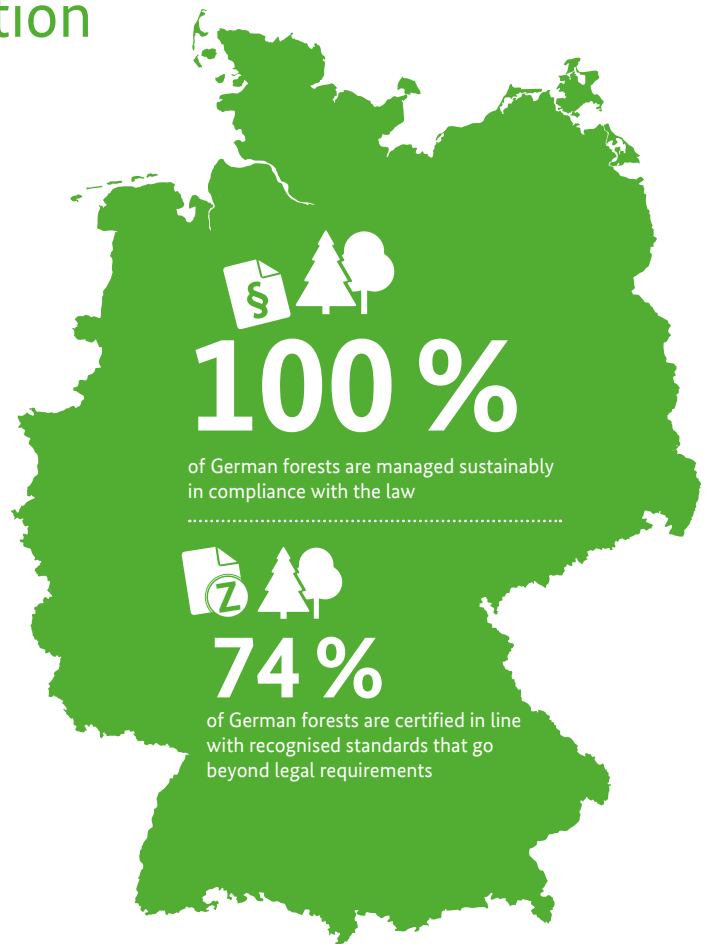 tion
§
100 %
of German forests are managed sustainably
in compliance with the law
Z
74 %
of German forests are certified in line
with recognised standards that go
beyond legal requirements